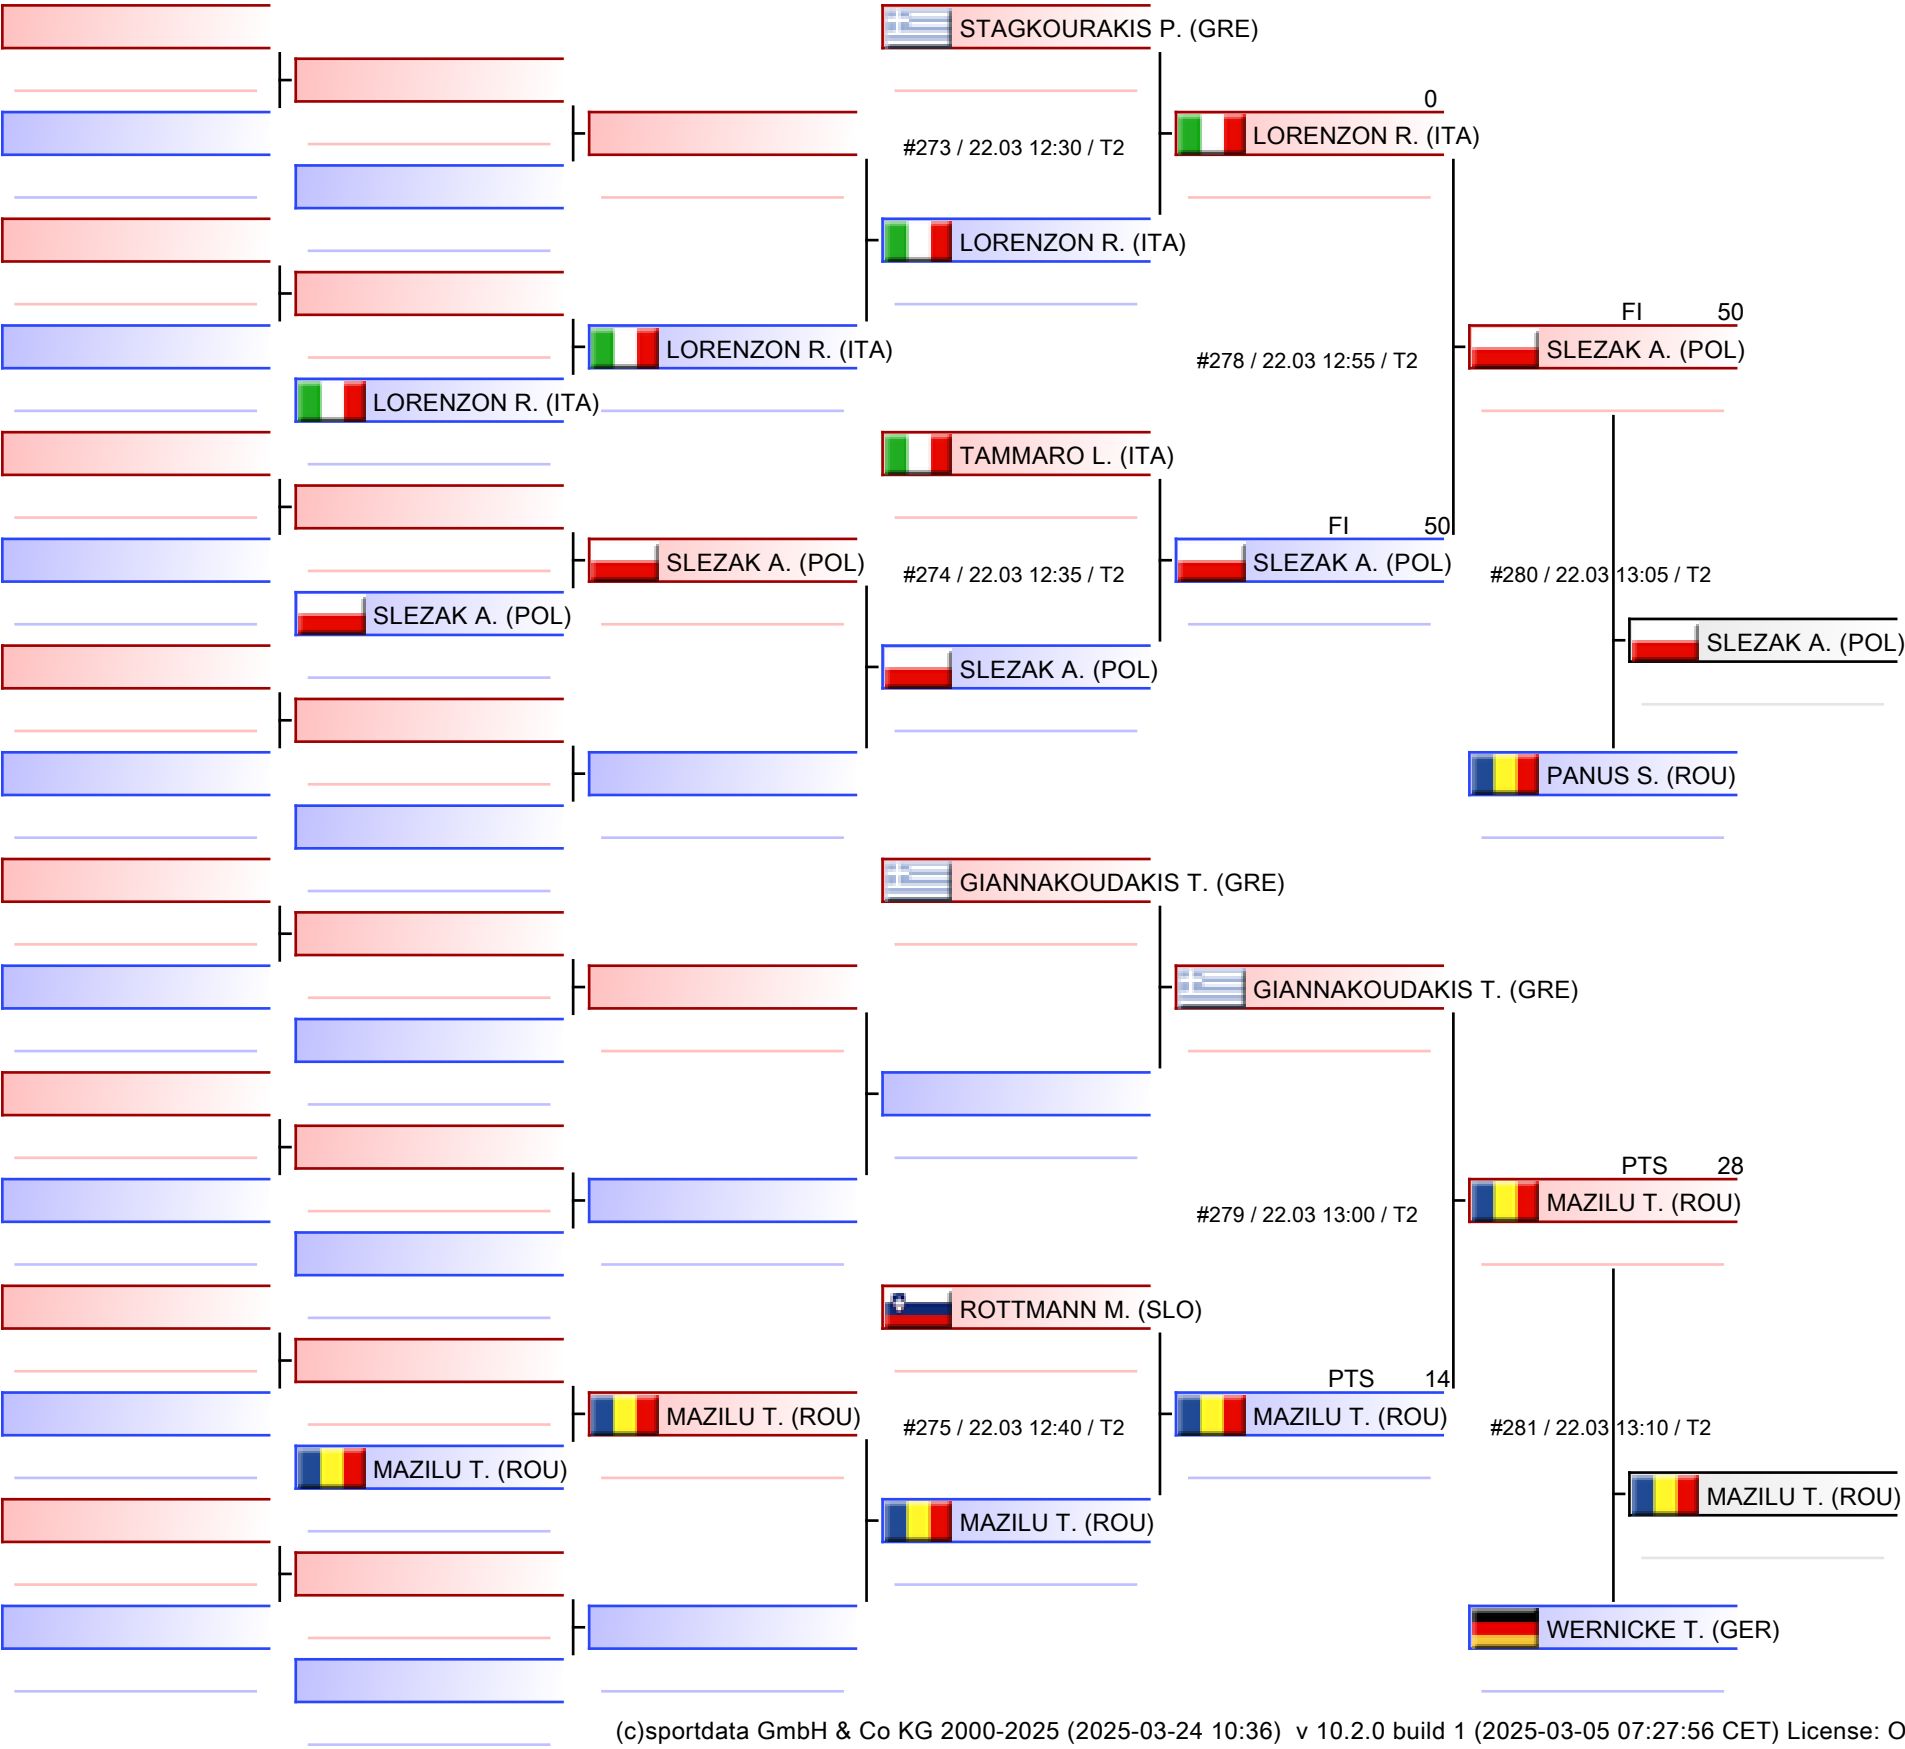 STAGKOURAKIS P. (GRE)
0
LORENZON R. (ITA)
#273 / 22.03 12:30 / T2
LORENZON R. (ITA)
FI 50
LORENZON R. (ITA)
SLEZAK A. (POL)
#278 / 22.03 12:55 / T2
LORENZON R. (ITA)
TAMMARO L. (ITA)
FI 50
SLEZAK A. (POL)
SLEZAK A. (POL)
#274 / 22.03 12:35 / T2
#280 / 22.03 13:05 / T2
SLEZAK A. (POL)
SLEZAK A. (POL)
SLEZAK A. (POL)
PANUS S. (ROU)
GIANNAKOUDAKIS T. (GRE)
GIANNAKOUDAKIS T. (GRE)
PTS 28
MAZILU T. (ROU)
#279 / 22.03 13:00 / T2
ROTTMANN M. (SLO)
PTS 14
MAZILU T. (ROU)
MAZILU T. (ROU)
#275 / 22.03 12:40 / T2
#281 / 22.03 13:10 / T2
MAZILU T. (ROU)
MAZILU T. (ROU)
MAZILU T. (ROU)
WERNICKE T. (GER)
(c)sportdata GmbH & Co KG 2000-2025 (2025-03-24 10:36) v 10.2.0 build 1 (2025-03-05 07:27:56 CET) License: O